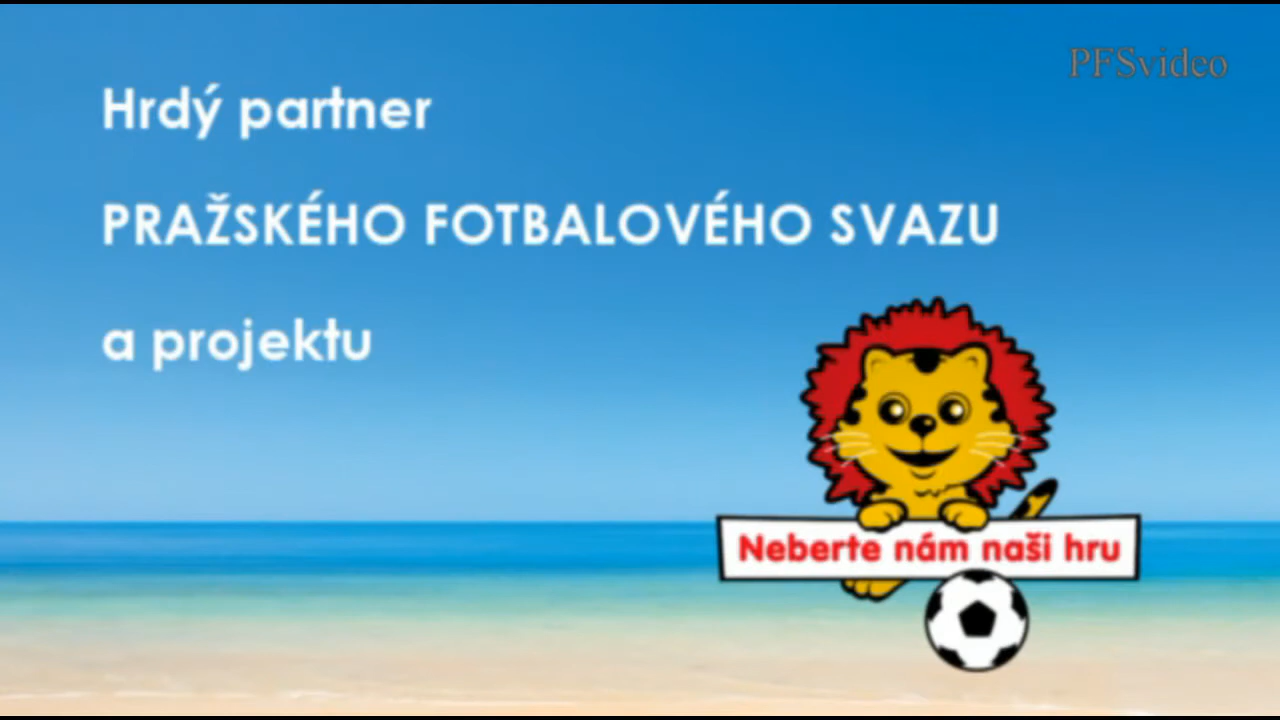 PFSvideo
Hrdý partner
PRAŽSKÉHO FOTBALOVÉHO SVAZU
a projektu
Neberte nám naši hru